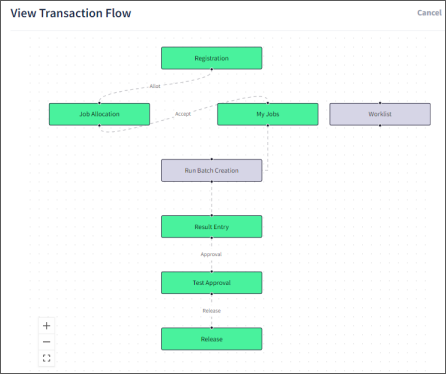 View Transaction Flow
Cancel
Registration
Allot
Job Allocation
Accept
My Jobs
Worklist
Run Batch Creation
Result Entry
Approval
Test Approval
Release
Release